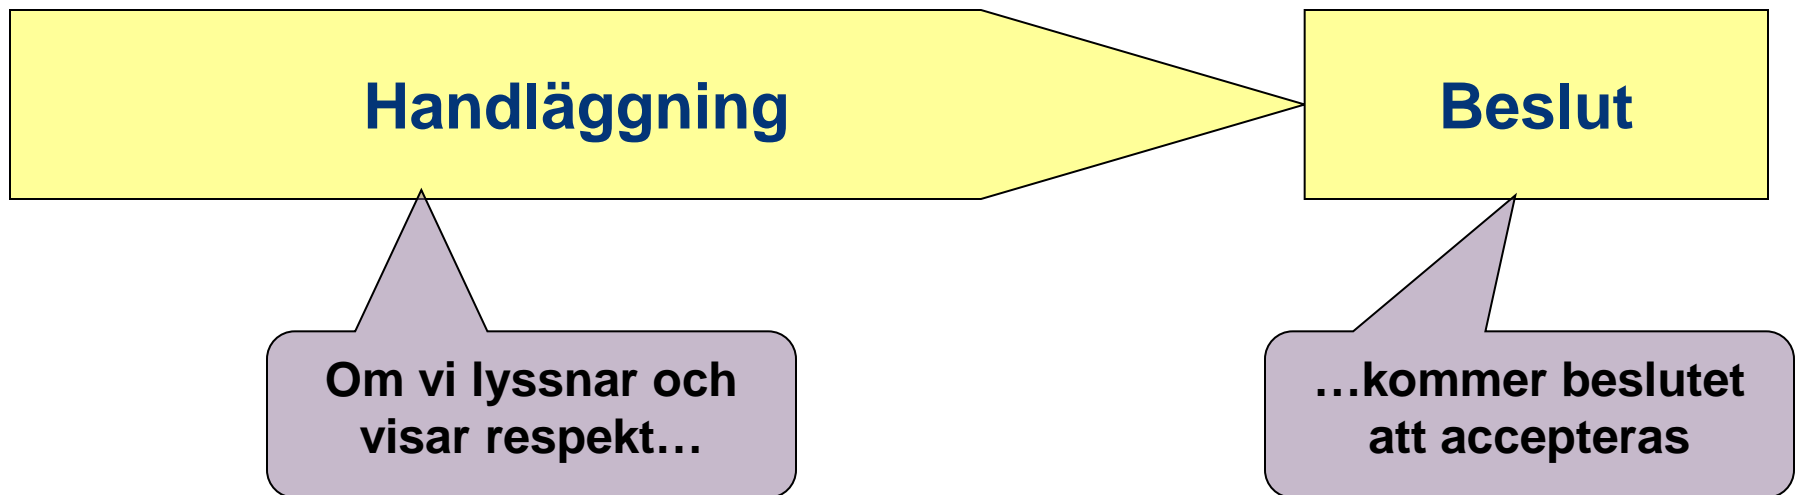 Handläggning
Beslut
Om vi lyssnar och
visar respekt…
…kommer beslutet
att accepteras